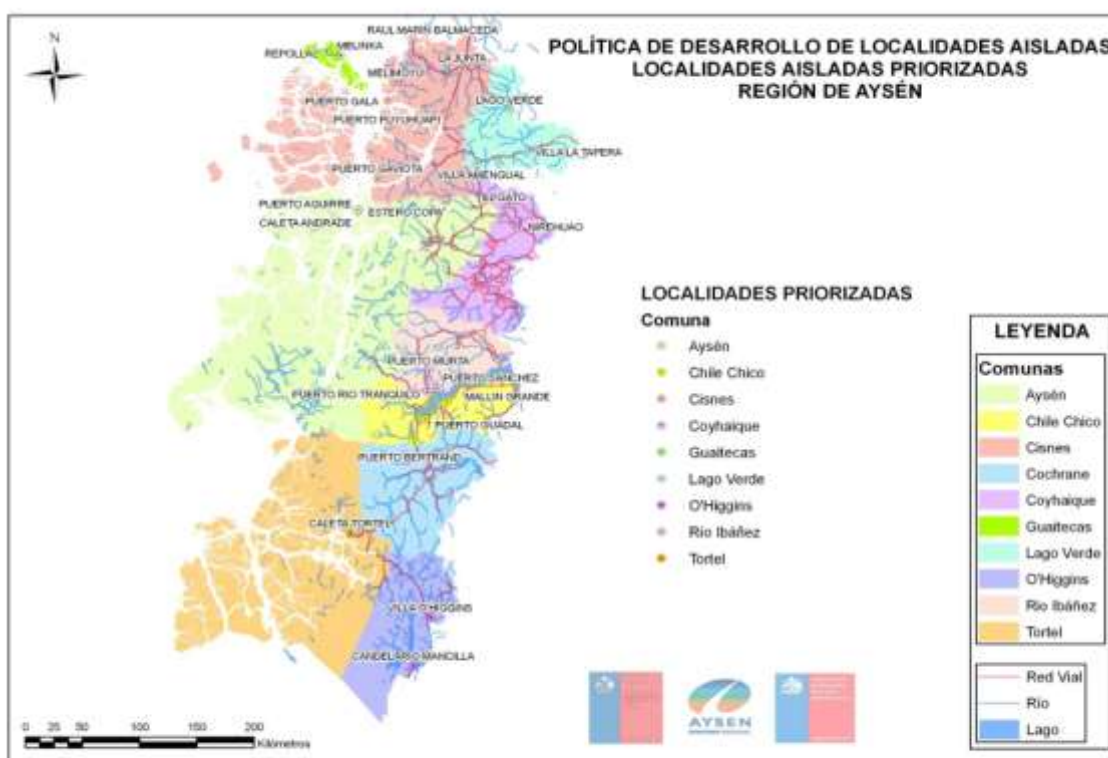 POLÍTICA DE DESARROLLO DE LOCALIDADES AISLADAS
LOCALIDADES AISLADAS PRIORIZADAS
REGIÓN DE AYSÉN
N
RAUL MARIN BALMACEDA
MELINKA
REPOLLAL
LA JUNTA
MELIMOYU
LAGO VERDE
PUERTO GALA
PUERTO PUYUHUAPI
VILLA LA TAPERA
PUERTO GAVIOTA
VILLA AMENGUAL
PUERTO AGUIRRE
ESTERO COPA
ÑIREHUAO
CALETA ANDRADE
PUERTO MURTA
PUERTO SANCHEZ
PUERTO RIO TRANQUILO
MALLIN GRANDE
PUERTO GUADAL
PUERTO BERTRAND
CALETA TORTEL
VILLA O'HIGGINS
CANDELARIO MANCILLA
0 25 50 100 150 200
Kilómetros
LOCALIDADES PRIORIZADAS
Comuna
Aysén
Chile Chico
Cisnes
Coyhaique
Guaitecas
Lago Verde
O'Higgins
Río Ibáñez
Tortel
AYSEN
LEYENDA
Comunas
Aysén
Chile Chico
Cisnes
Cochrane
Coyhaique
Guaitecas
Lago Verde
O'Higgins
Río Ibáñez
Tortel
Red Vial
Río
Lago